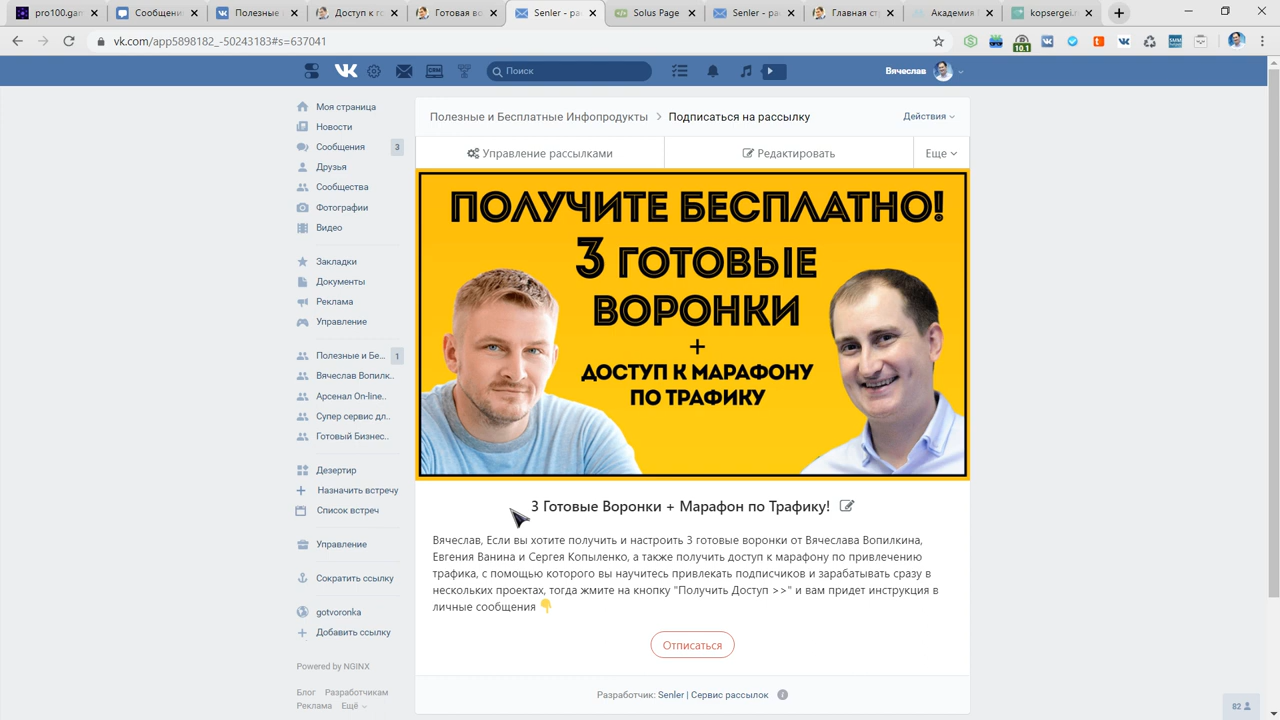 pro100.gan
Сообщени
Полезные
Доступ к г
Готовая во
Senler - ра
Solus Page
Senler - ра
Главная ст
Академия
kopsergei.r
vk.com/app5898182_-50243183#s=637041
10.1
Поиск
Вячеслав
Моя страница
Новости
Сообщения 3
Друзья
Сообщества
Фотографии
Видео
Закладки
Документы
Реклама
Управление
Полезные и Бе... 1
Вячеслав Вопилк..
Арсенал On-line..
Супер сервис дл..
Готовый Бизнес..
Дезертир
Назначить встречу
Список встреч
Управление
Сократить ссылку
gotvoronka
Добавить ссылку
Powered by NGINX
Блог Разработчикам
Реклама Ещё
Полезные и Бесплатные Инфопродукты > Подписаться на рассылку
Действия
Управление рассылками
Редактировать
Еще
ПОЛУЧИТЕ БЕСПЛАТНО!
3 ГОТОВЫЕ
ВОРОНКИ
+
ДОСТУП К МАРАФОНУ
ПО ТРАФИКУ
3 Готовые Воронки + Марафон по Трафику!
Вячеслав, Если вы хотите получить и настроить 3 готовые воронки от Вячеслава Вопилкина,
Евгения Ванина и Сергея Копыленко, а также получить доступ к марафону по привлечению
трафика, с помощью которого вы научитесь привлекать подписчиков и зарабатывать сразу в
нескольких проектах, тогда жмите на кнопку "Получить Доступ >>" и вам придет инструкция в
личные сообщения 👇
Отписаться
Разработчик: Senler | Сервис рассылок
82